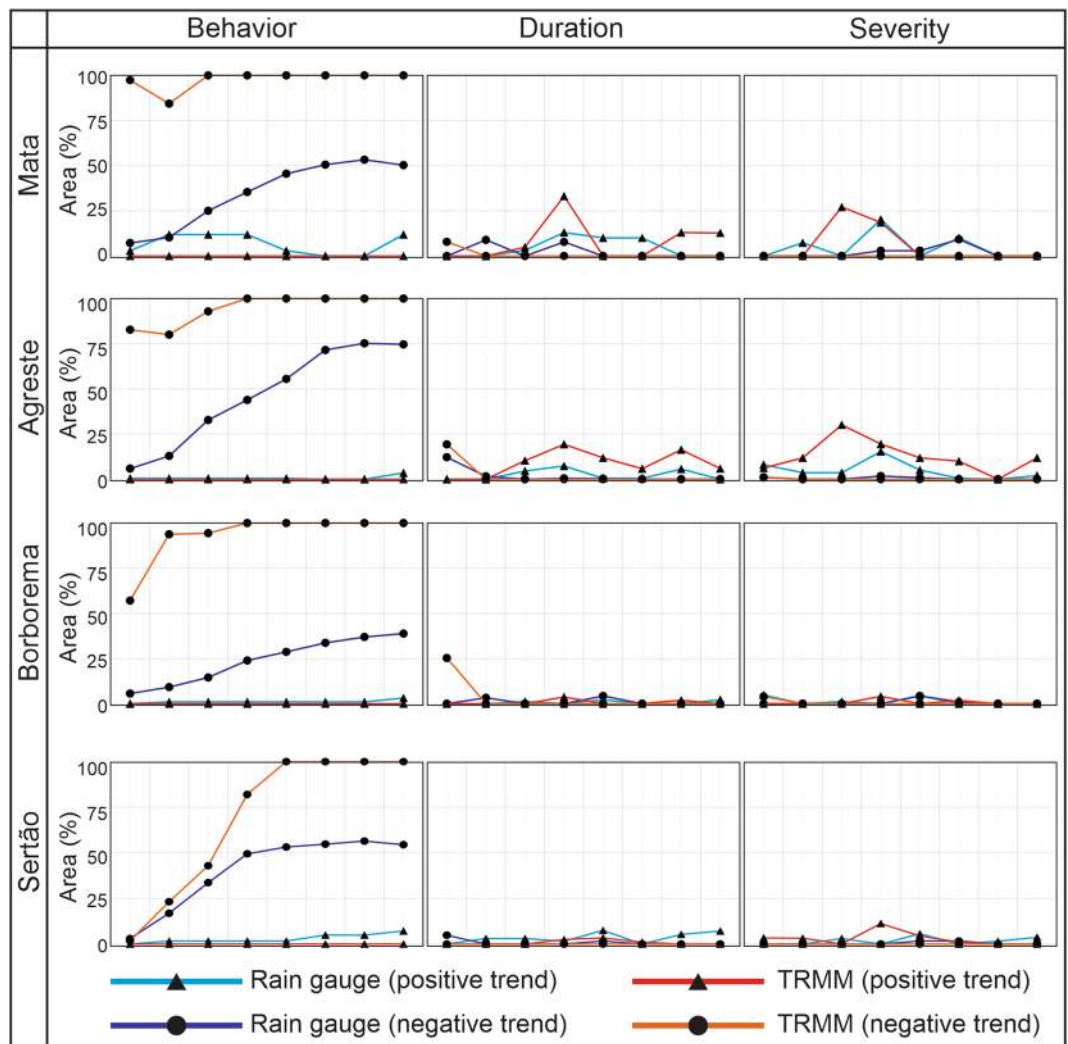 Behavior Duration Severity
Mata
Area (%)
100
75
50
25
0
Agreste
Area (%)
100
75
50
25
0
Borborema
Area (%)
100
75
50
25
0
Sertão
Area (%)
100
75
50
25
0
Rain gauge (positive trend) TRMM (positive trend)
Rain gauge (negative trend) TRMM (negative trend)